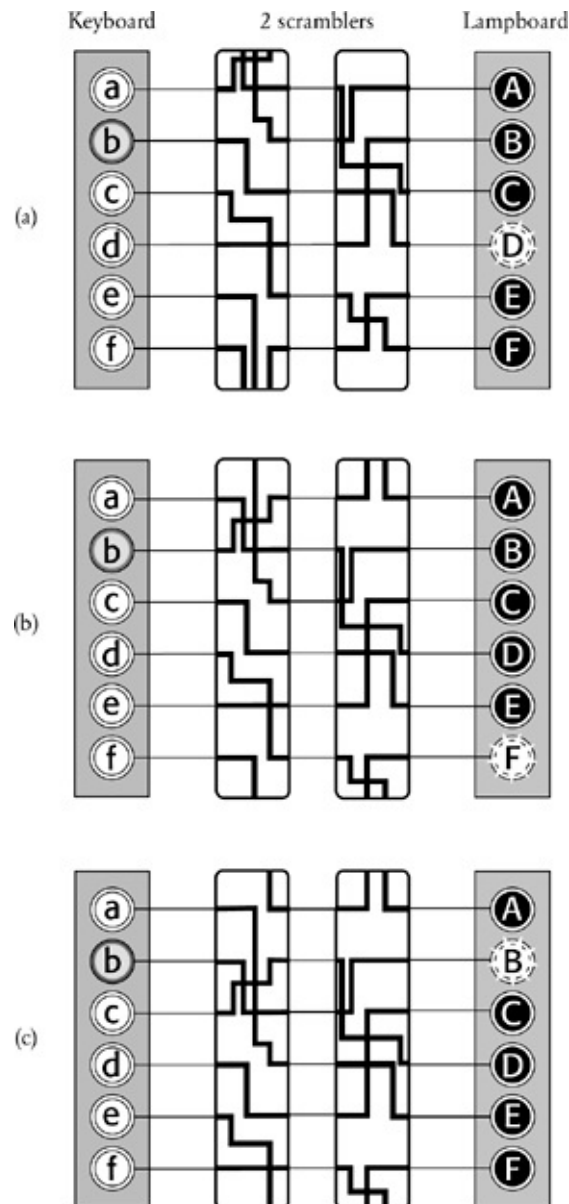 Keyboard 2 scramblers Lampboard
a A
b B
c C
(a)
d D
e E
f F
a A
b B
c C
(b)
d D
e E
f F
a A
b B
c C
(c)
d D
e E
f F